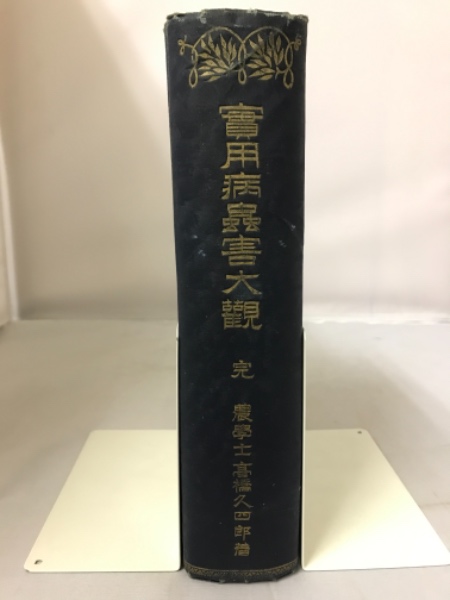 實用病蟲害大觀
完
農學士高橋久四郎著